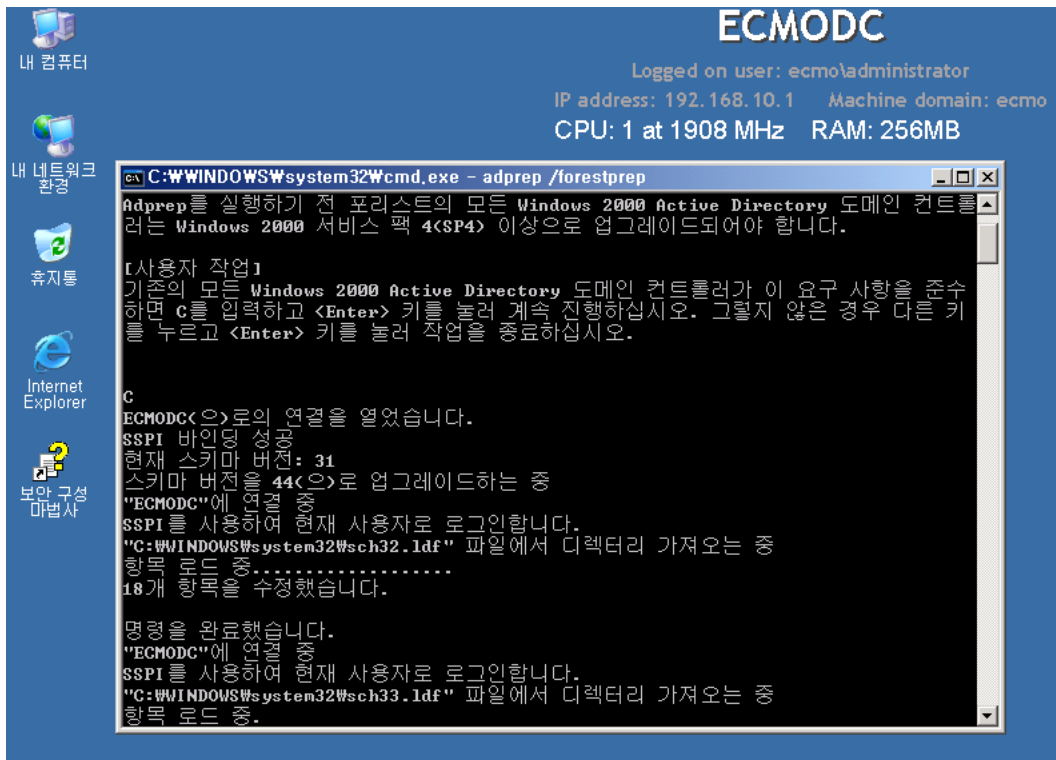 ECMODC
내 컴퓨터
Logged on user: ecmo\administrator
IP address: 192.168.10.1 Machine domain: ecmo
CPU: 1 at 1908 MHz RAM: 256MB
내 네트워크
환경
휴지통
Internet
Explorer
보안 구성
마법사
C:₩WINDOWS₩system32₩cmd.exe - adprep /forestprep
Adprep를 실행하기 전 포리스트의 모든 Windows 2000 Active Directory 도메인 컨트롤
러는 Windows 2000 서비스 팩 4(SP4) 이상으로 업그레이드되어야 합니다.
[사용자 작업]
기존의 모든 Windows 2000 Active Directory 도메인 컨트롤러가 이 요구 사항을 준수
하면 C를 입력하고 <Enter> 키를 눌러 계속 진행하십시오. 그렇지 않은 경우 다른 키
를 누르고 <Enter> 키를 눌러 작업을 종료하십시오.
C
ECMODC(으)로의 연결을 열었습니다.
SSPI 바인딩 성공
현재 스키마 버전: 31
스키마 버전을 44(으)로 업그레이드하는 중
"ECMODC"에 연결 중
SSPI를 사용하여 현재 사용자로 로그인합니다.
"C:₩WINDOWS₩system32₩sch32.ldf" 파일에서 디렉터리 가져오는 중
항목 로드 중...................
18개 항목을 수정했습니다.
명령을 완료했습니다.
"ECMODC"에 연결 중
SSPI를 사용하여 현재 사용자로 로그인합니다.
"C:₩WINDOWS₩system32₩sch33.ldf" 파일에서 디렉터리 가져오는 중
항목 로드 중.